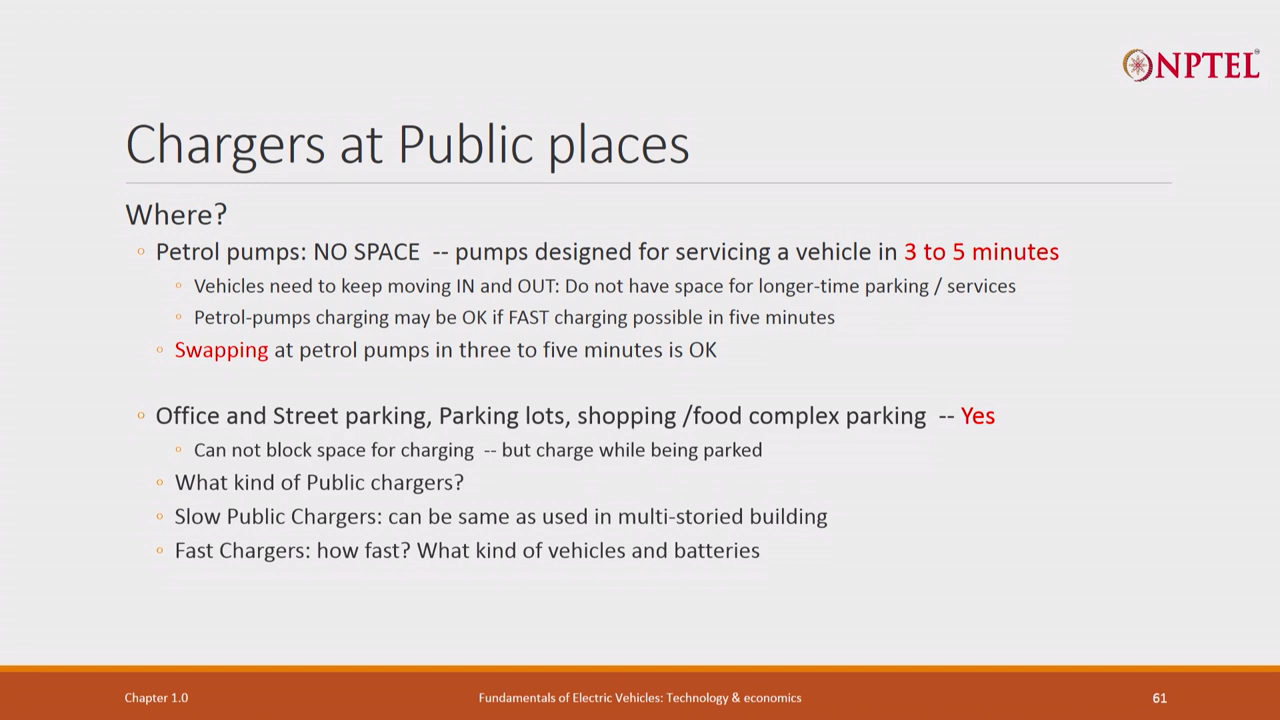 NPTEL
Chargers at Public places
Where?
Petrol pumps: NO SPACE -- pumps designed for servicing a vehicle in 3 to 5 minutes
Vehicles need to keep moving IN and OUT: Do not have space for longer-time parking / services
Petrol-pumps charging may be OK if FAST charging possible in five minutes
Swapping at petrol pumps in three to five minutes is OK
Office and Street parking, Parking lots, shopping /food complex parking -- Yes
Can not block space for charging -- but charge while being parked
What kind of Public chargers?
Slow Public Chargers: can be same as used in multi-storied building
Fast Chargers: how fast? What kind of vehicles and batteries
Chapter 1.0 Fundamentals of Electric Vehicles: Technology & economics 61